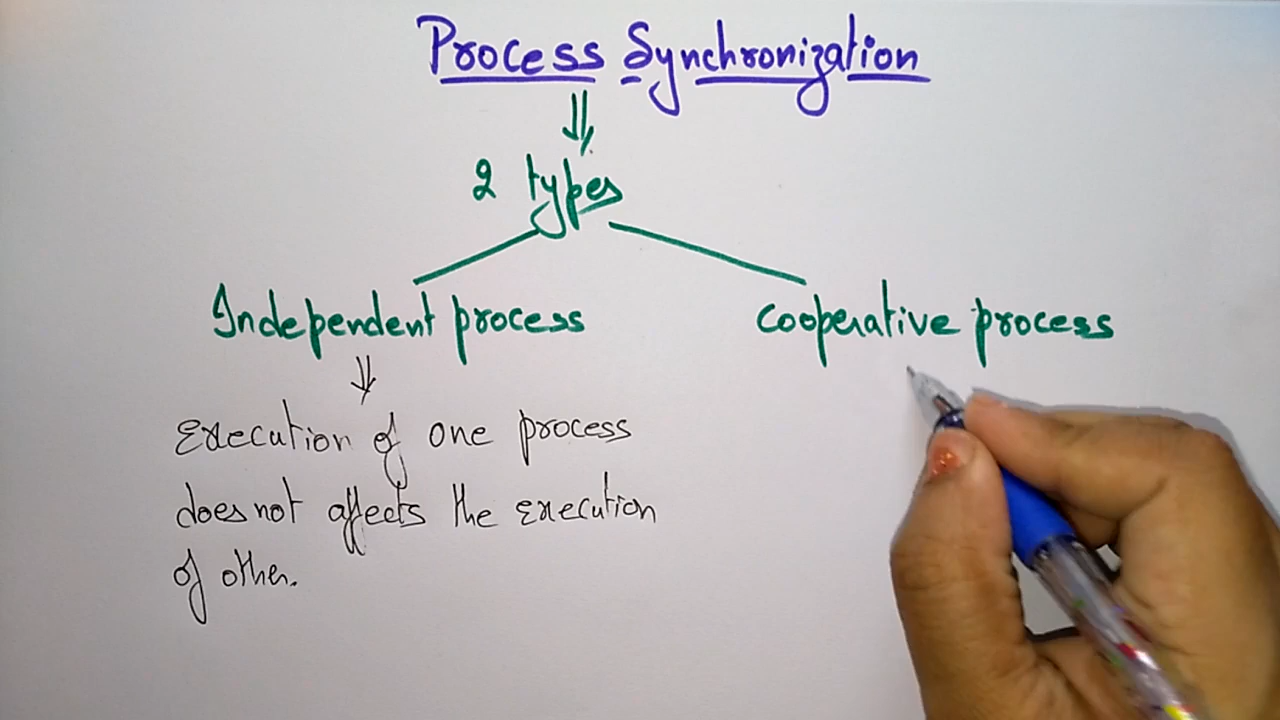 Process Synchronization
2 types
Independent process
cooperative process
Execution of one process
does not affects the execution
of other.